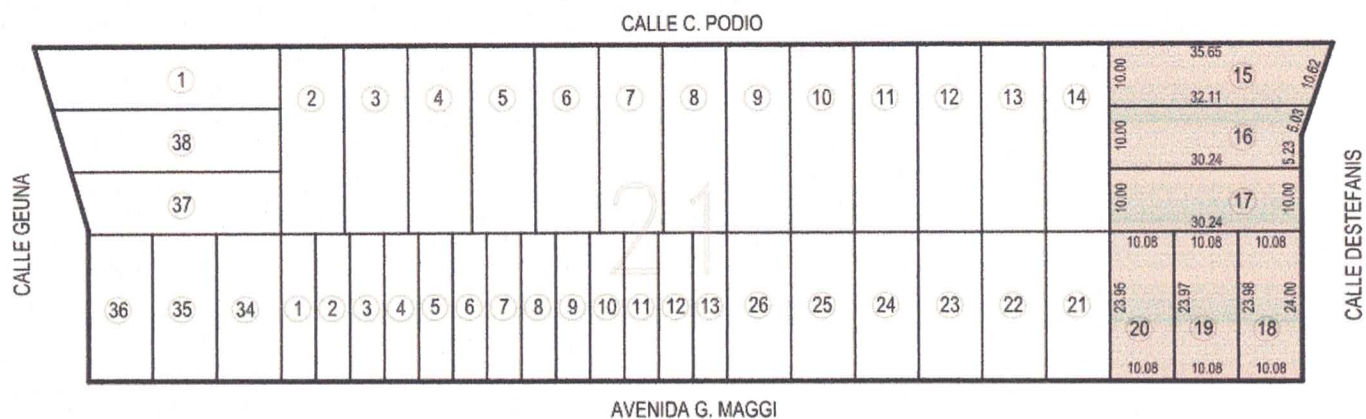 CALLE C. PODIO
1 2 3 4 5 6 7 8 9 10 11 12 13 14
10.00 35.65 15 10.62
32.11
38
10.00 16 5.23 6.03
30.24
37
10.00 17 10.00
30.24
CALLE GEUNA
21
CALLE DESTEFANIS
10.08 10.08 10.08
36 35 34 1 2 3 4 5 6 7 8 9 10 11 12 13 26 25 24 23 22 21
23.95 20 23.97 19 23.98 18 24.00
10.08 10.08 10.08
AVENIDA G. MAGGI